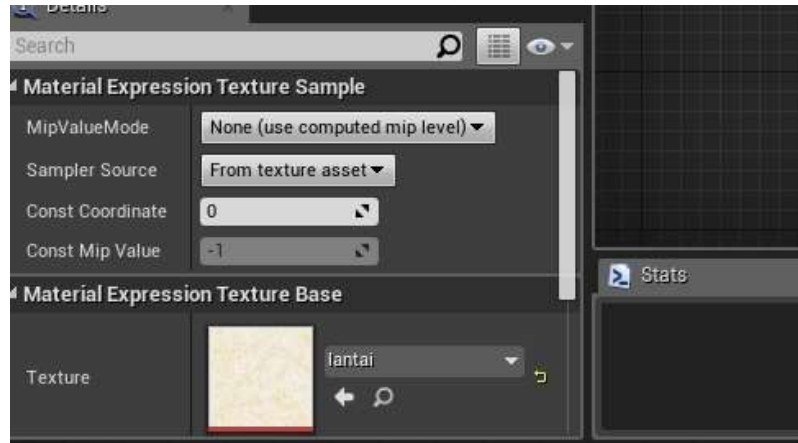 Details
Search
Material Expression Texture Sample
MipValueMode None (use computed mip level)
Sampler Source From texture asset
Const Coordinate 0
Const Mip Value -1
Material Expression Texture Base
Texture lantai
Stats